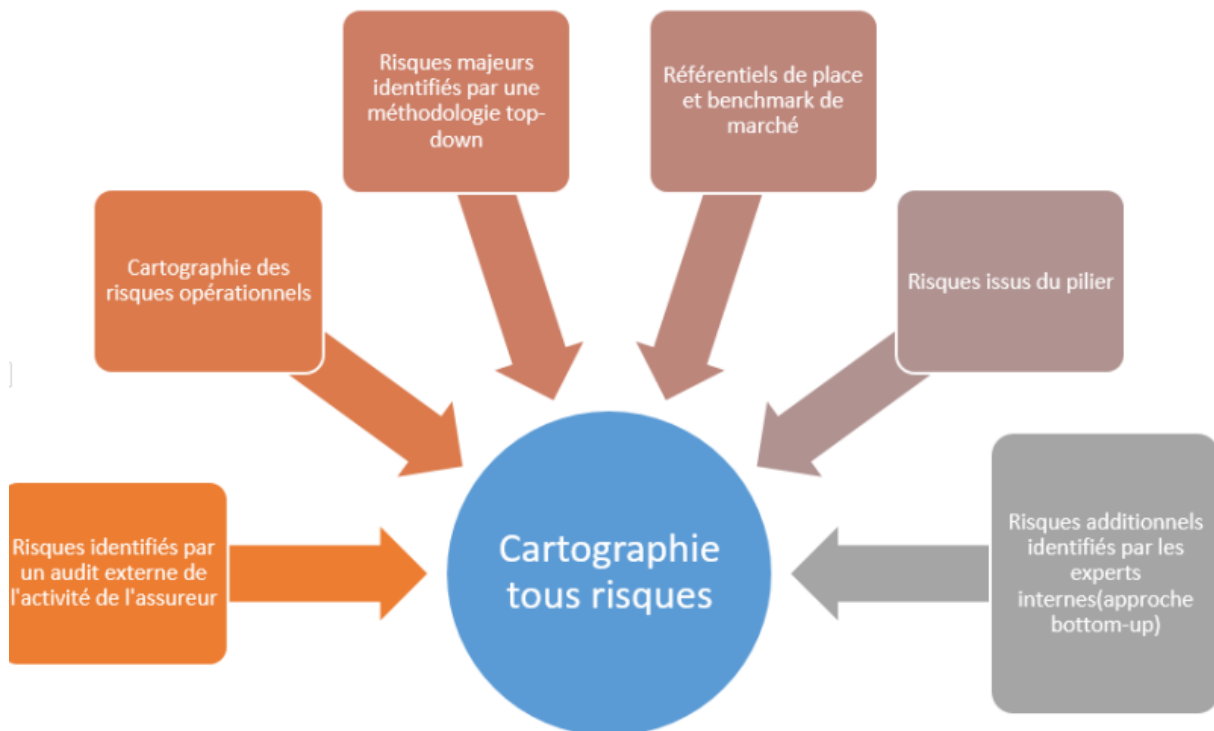 Risques majeurs
identifiés par une
méthodologie top-
down
Référentiels de place
et benchmark de
marché
Cartographie des
risques opérationnels
Risques issus du pilier
Risques identifiés par
un audit externe de
l'activité de l'assureur
Cartographie
tous risques
Risques additionnels
identifiés par les
experts
internes(approche
bottom-up)